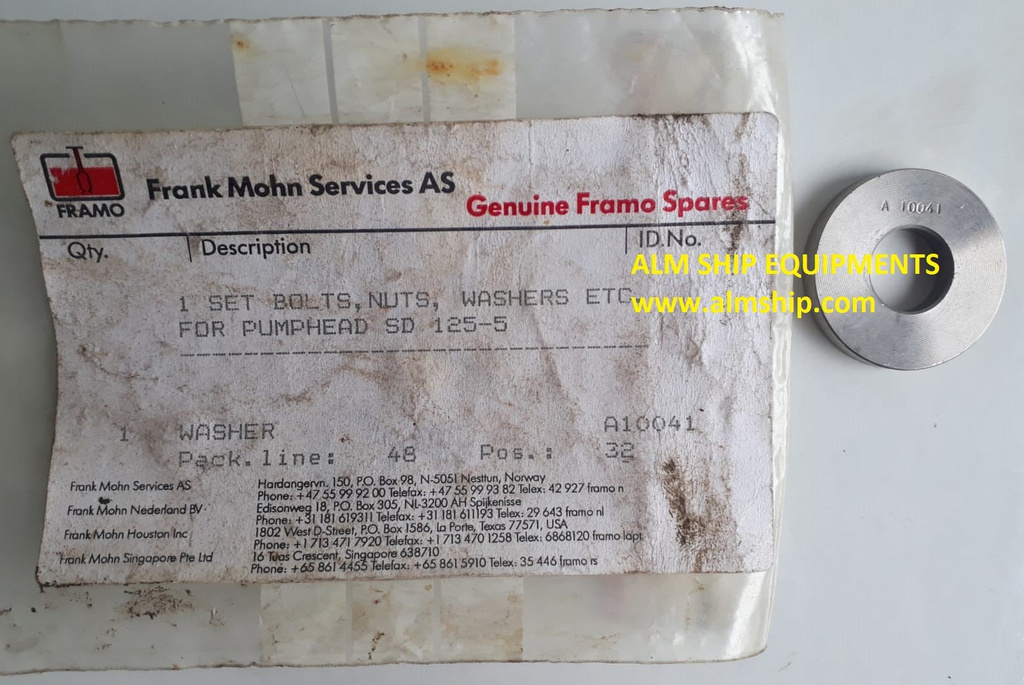 FRAMO
Frank Mohn Services AS
Genuine Framo Spares
Qty. Description ID.No.
ALM SHIP EQUIPMENTS
www.almship.com
1 SET BOLTS,NUTS, WASHERS ETC
FOR PUMPHEAD SD 125-5
1 WASHER A10041
Pack.line: 48 Pos.: 32
Frank Mohn Services AS Hardangervn. 150, P.O. Box 98, N-5051 Nesttun, Norway
Phone: +47 55 99 92 00 Telefax: +47 55 99 93 82 Telex: 42 927 framo n
Frank Mohn Nederland BV Edisonweg 18, P.O. Box 305, NL-3200 AH Spijkenisse
Phone: +31 181 619311 Telefax: +31 181 611193 Telex: 29 643 framo nl
Frank Mohn Houston Inc 1802 West D-Street, P.O. Box 1586, La Porte, Texas 77571, USA
Phone: +1 713 471 7920 Telefax: +1 713 470 1258 Telex: 6868120 framo lapt
Frank Mohn Singapore Pte Ltd 16 Tuas Crescent, Singapore 638710
Phone: +65 861 4455 Telefax: +65 861 5910 Telex: 35 446 framo rs
A 10041